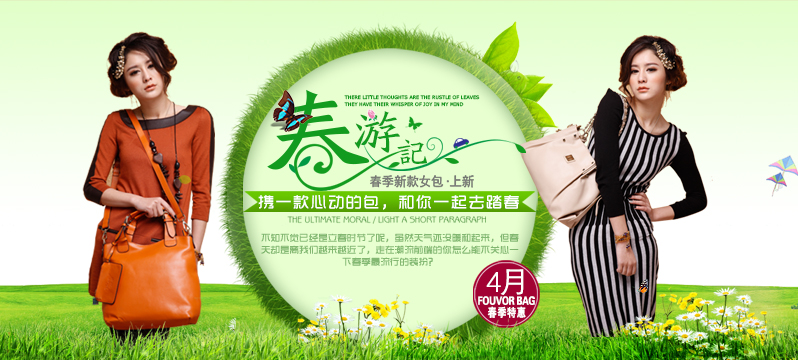 THERE LITTLE THOUGHTS ARE THE RUSTLE OF LEAVES
THEY HAVE THEIR WHISPER OF JOY IN MY MIND
春游記
春季新款女包·上新
携一款心动的包，和你一起去踏春
THE ULTIMATE MORAL / LIGHT A SHORT PARAGRAPH
不知不觉已经是立春时节了呢，虽然天气还没暖和起来，但春
天却是离我们越来越近了，走在潮流前端的你怎么能不关心一
下春季最流行的装扮?
4月
FOUVOR BAG
春季特惠